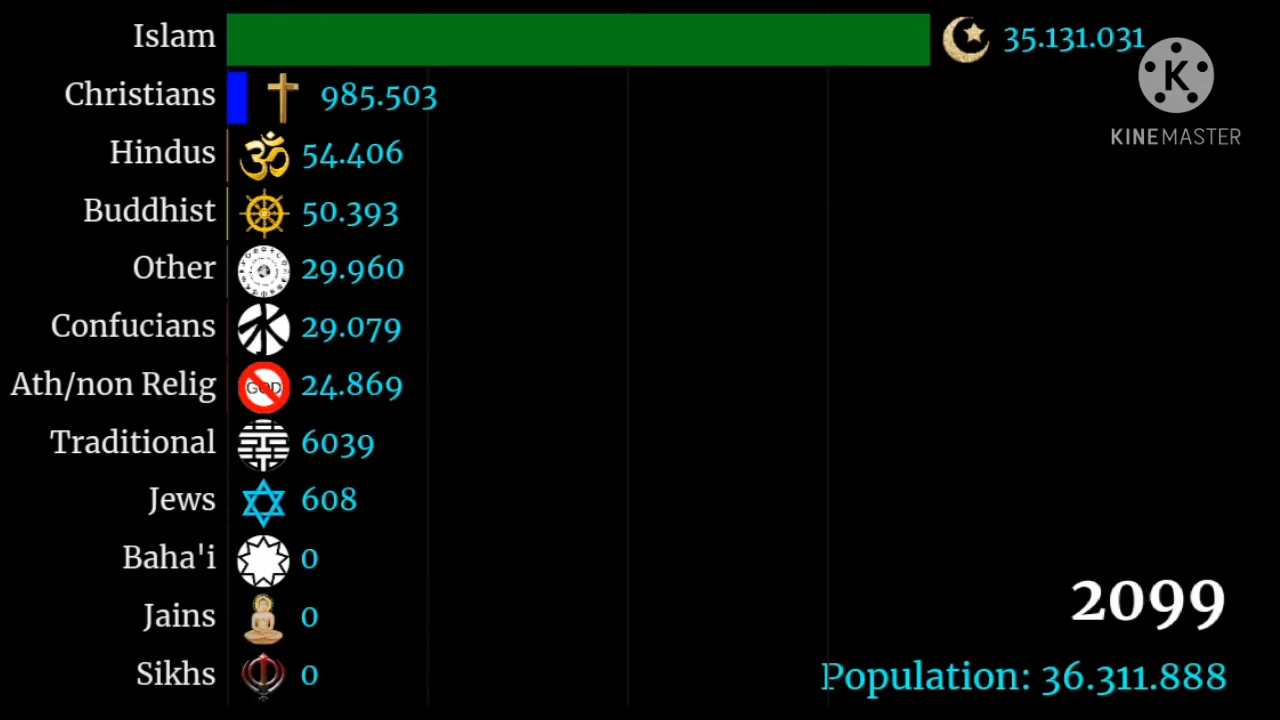 Islam 35.131.031
K
KINEMASTER
Christians 985.503
Hindus 54.406
Buddhist 50.393
Other 29.960
Confucians 29.079
Ath/non Relig GOD 24.869
Traditional 6039
Jews 608
Baha'i 0
Jains 0
2099
Sikhs 0
Population: 36.311.888